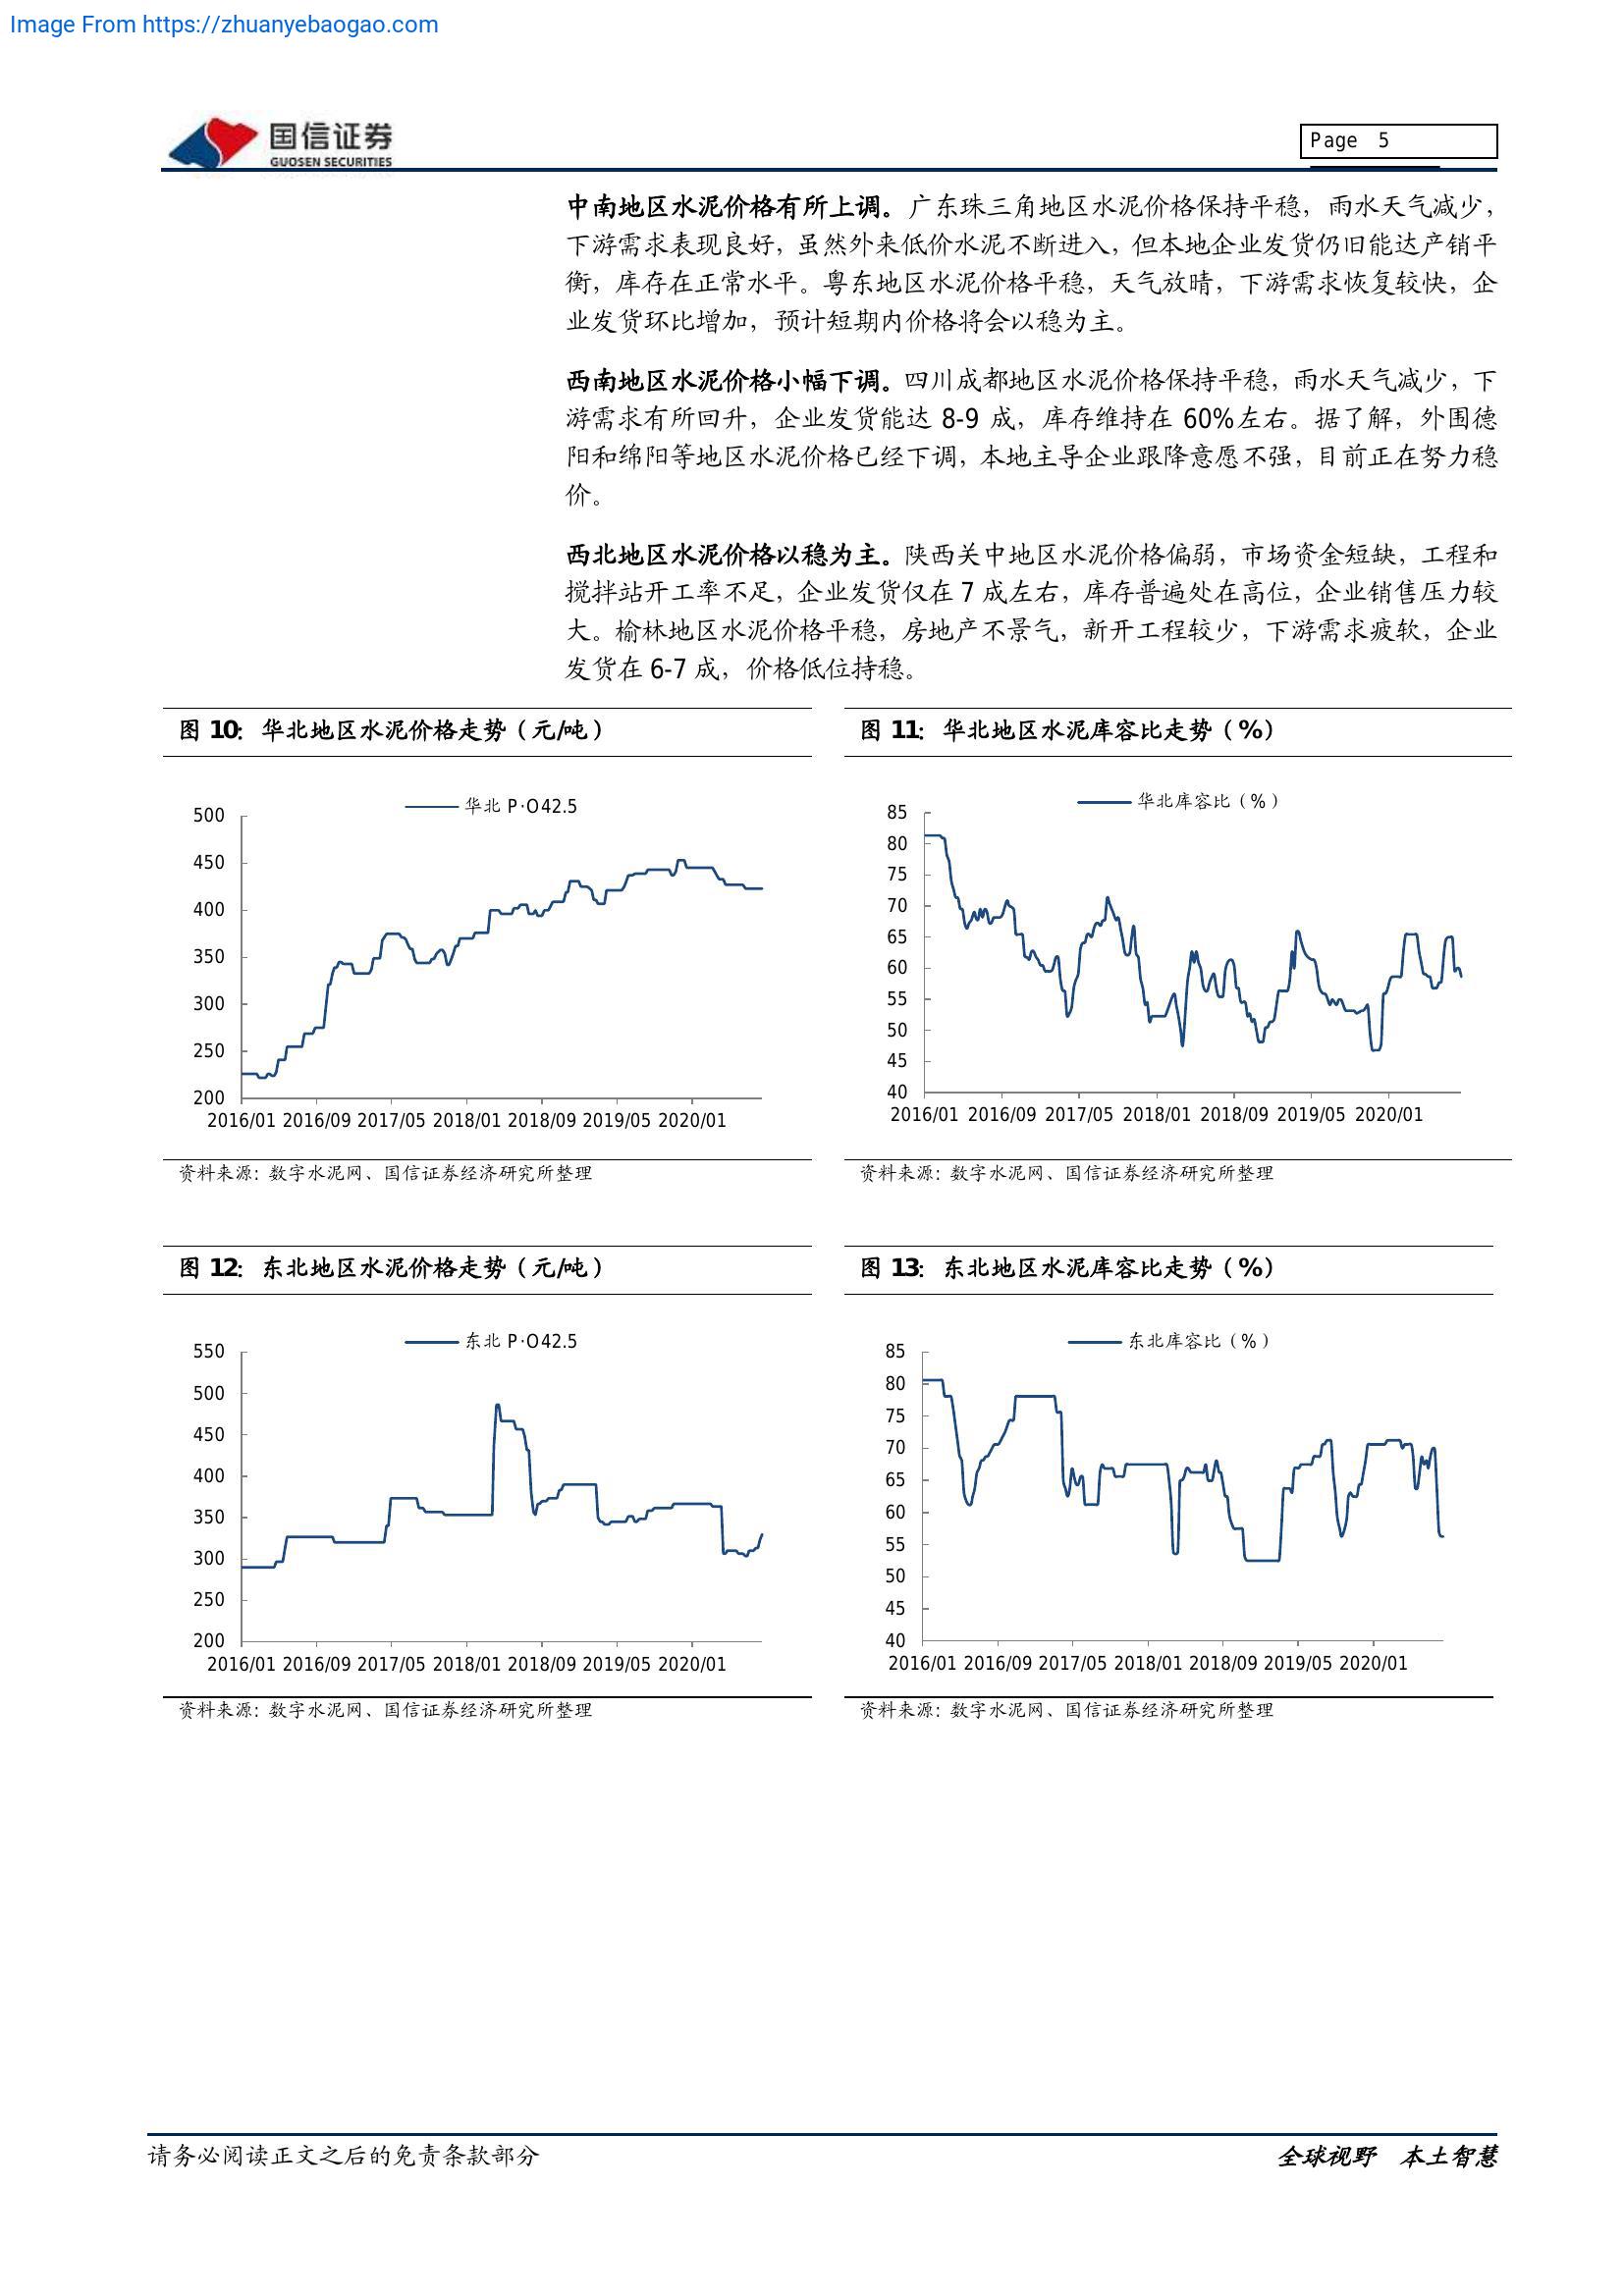 Image From https://zhuanyebaogao.com
国信证券
GUOSEN SECURITIES
Page 5
中南地区水泥价格有所上调。广东珠三角地区水泥价格保持平稳，雨水天气减少，
下游需求表现良好，虽然外来低价水泥不断进入，但本地企业发货仍旧能达产销平
衡，库存在正常水平。粤东地区水泥价格平稳，天气放晴，下游需求恢复较快，企
业发货环比增加，预计短期内价格将会以稳为主。
西南地区水泥价格小幅下调。四川成都地区水泥价格保持平稳，雨水天气减少，下
游需求有所回升，企业发货能达 8-9 成，库存维持在 60%左右。据了解，外围德
阳和绵阳等地区水泥价格已经下调，本地主导企业跟降意愿不强，目前正在努力稳
价。
西北地区水泥价格以稳为主。陕西关中地区水泥价格偏弱，市场资金短缺，工程和
搅拌站开工率不足，企业发货仅在 7 成左右，库存普遍处在高位，企业销售压力较
大。榆林地区水泥价格平稳，房地产不景气，新开工程较少，下游需求疲软，企业
发货在 6-7 成，价格低位持稳。
图 10：华北地区水泥价格走势（元/吨）
华北 P·O42.5
500
450
400
350
300
250
200
2016/01 2016/09 2017/05 2018/01 2018/09 2019/05 2020/01
资料来源：数字水泥网、国信证券经济研究所整理
图 11：华北地区水泥库容比走势（%）
华北库容比（%）
85
80
75
70
65
60
55
50
45
40
2016/01 2016/09 2017/05 2018/01 2018/09 2019/05 2020/01
资料来源：数字水泥网、国信证券经济研究所整理
图 12：东北地区水泥价格走势（元/吨）
东北 P·O42.5
550
500
450
400
350
300
250
200
2016/01 2016/09 2017/05 2018/01 2018/09 2019/05 2020/01
资料来源：数字水泥网、国信证券经济研究所整理
图 13：东北地区水泥库容比走势（%）
东北库容比（%）
85
80
75
70
65
60
55
50
45
40
2016/01 2016/09 2017/05 2018/01 2018/09 2019/05 2020/01
资料来源：数字水泥网、国信证券经济研究所整理
请务必阅读正文之后的免责条款部分
全球视野 本土智慧